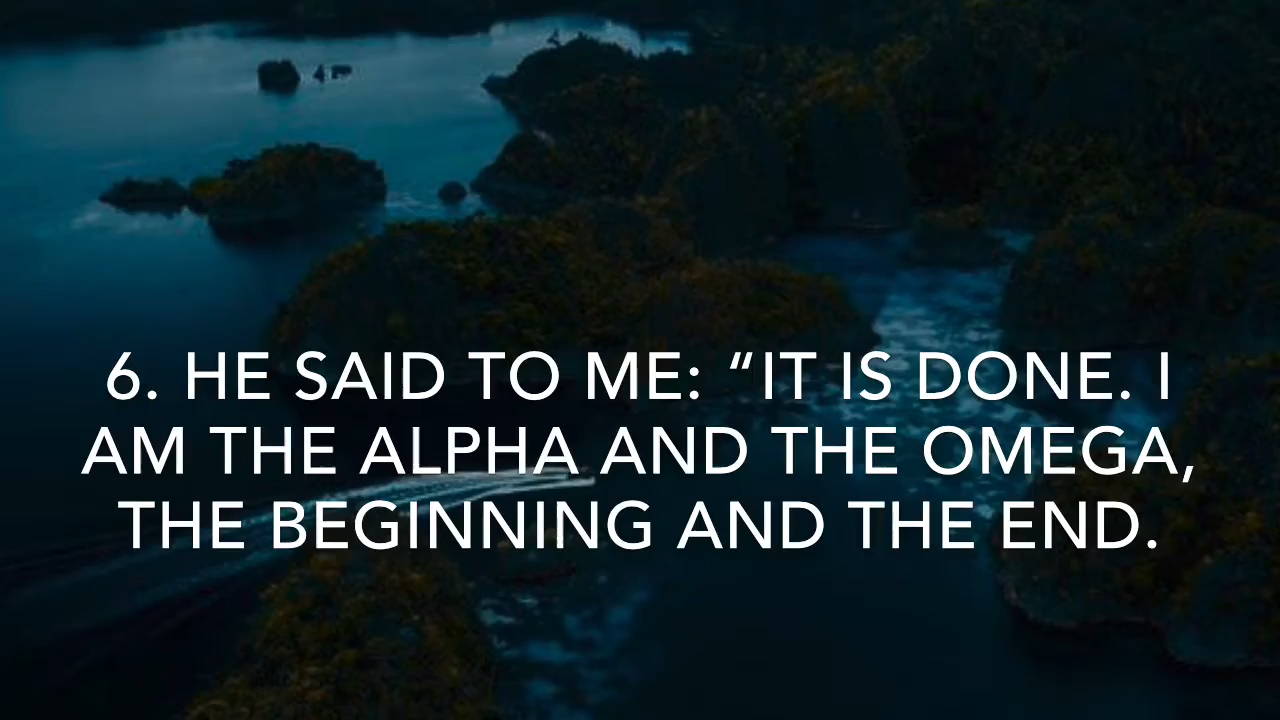 6. HE SAID TO ME: “IT IS DONE. I
AM THE ALPHA AND THE OMEGA,
THE BEGINNING AND THE END.